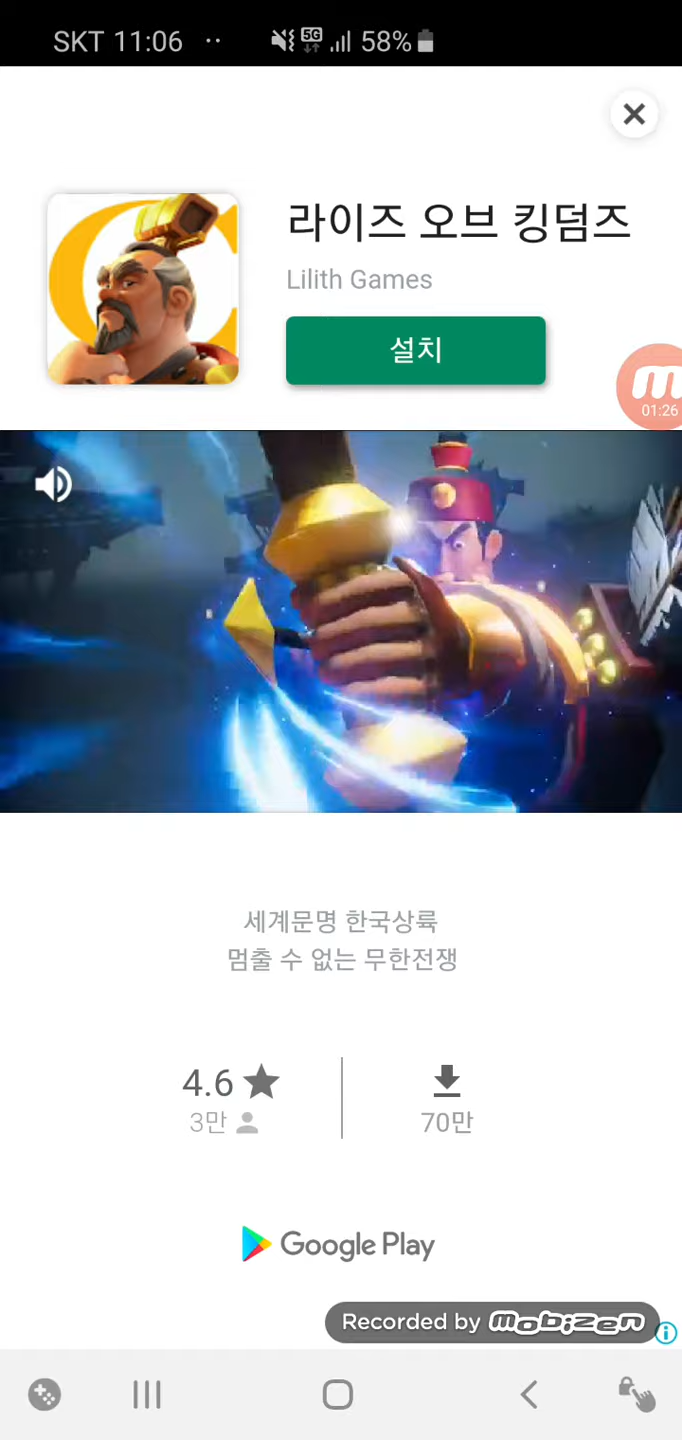 SKT 11:06
5G
58%
라이즈 오브 킹덤즈
Lilith Games
설치
01:26
세계문명 한국상륙
멈출 수 없는 무한전쟁
4.6
3만
70만
Google Play
Recorded by mobizen